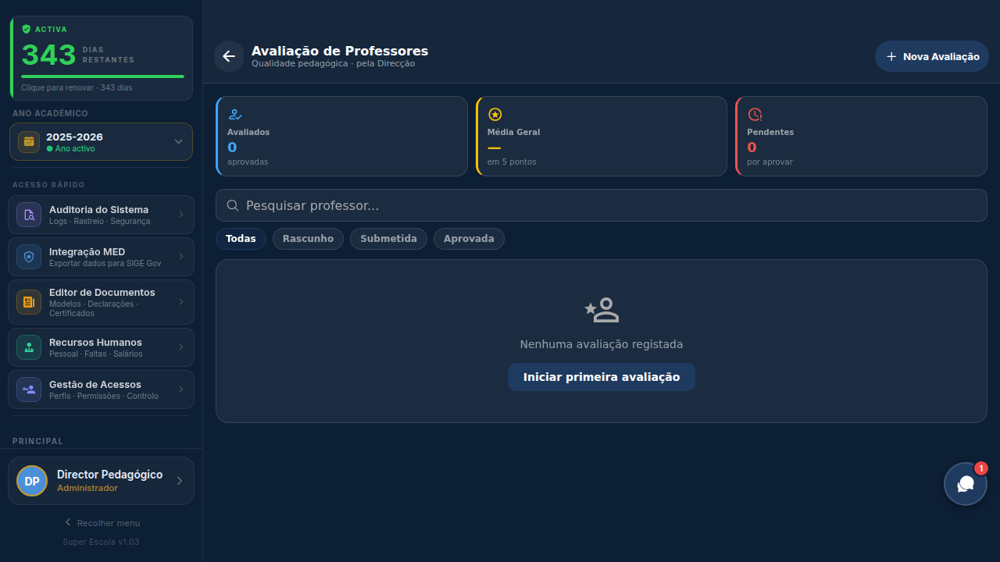 ACTIVA
343
DIAS
RESTANTES
Clique para renovar · 343 dias
ANO ACADÉMICO
2025-2026
Ano activo
ACESSO RÁPIDO
Auditoria do Sistema
Logs · Rastreio · Segurança
Integração MED
Exportar dados para SIGE Gov
Editor de Documentos
Modelos · Declarações ·
Certificados
Recursos Humanos
Pessoal · Faltas · Salários
Gestão de Acessos
Perfis · Permissões · Controlo
PRINCIPAL
DP
Director Pedagógico
Administrador
Recolher menu
Super Escola v1.03
Avaliação de Professores
Qualidade pedagógica · pela Direcção
Nova Avaliação
Avaliados
0
aprovadas
Média Geral
—
em 5 pontos
Pendentes
0
por aprovar
Pesquisar professor...
Todas
Rascunho
Submetida
Aprovada
Nenhuma avaliação registada
Iniciar primeira avaliação
1